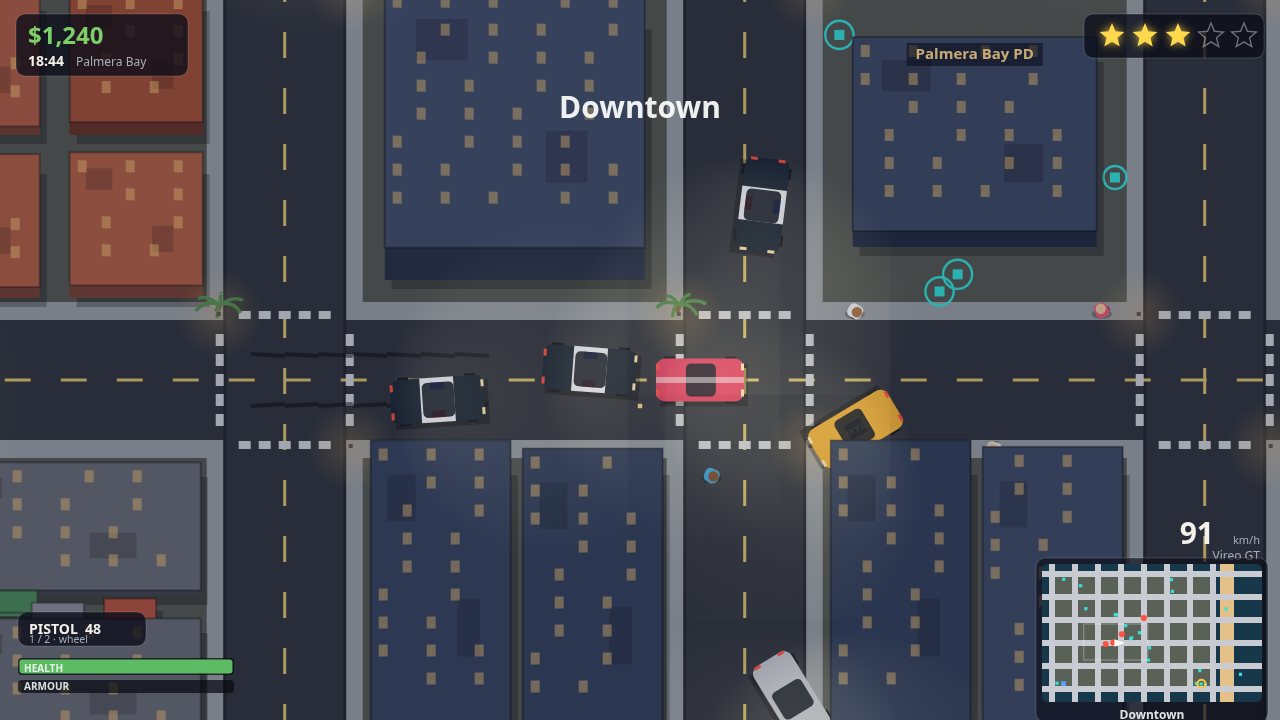 $1,240
18:44 Palmera Bay
Palmera Bay PD
Downtown
91 km/h
Vireo GT
PISTOL 48
1 / 2 · wheel
HEALTH
ARMOUR
Downtown